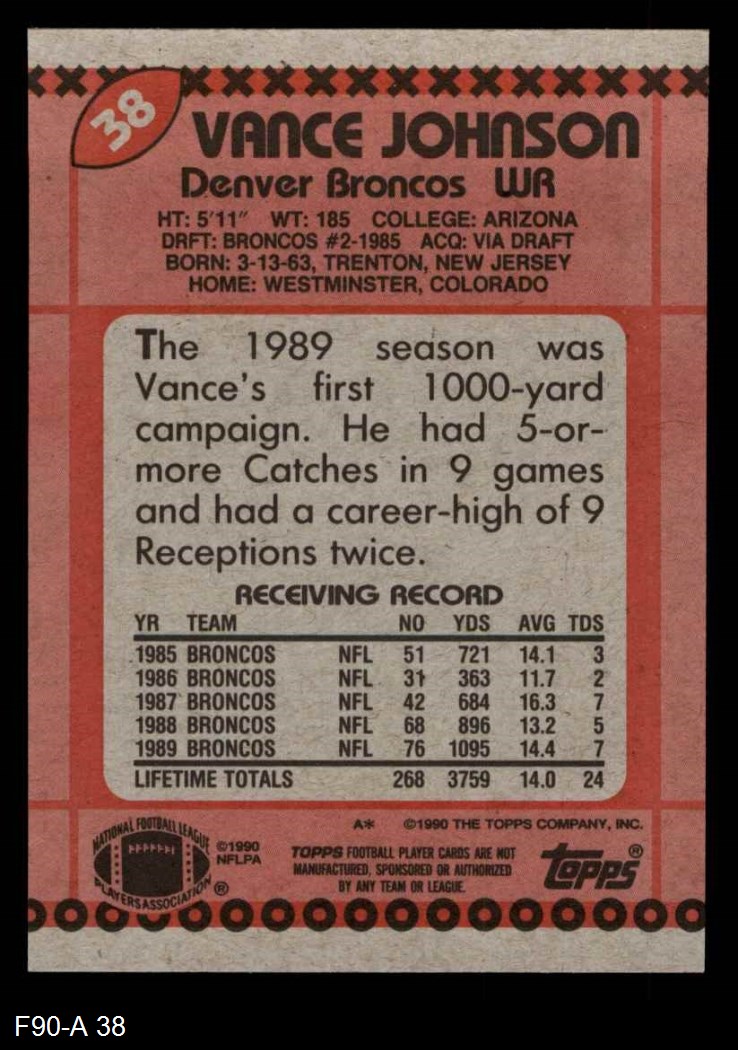 38
VANCE JOHNSON
Denver Broncos WR
HT: 5'11" WT: 185 COLLEGE: ARIZONA
DRFT: BRONCOS #2-1985 ACQ: VIA DRAFT
BORN: 3-13-63, TRENTON, NEW JERSEY
HOME: WESTMINSTER, COLORADO
The 1989 season was
Vance's first 1000-yard
campaign. He had 5-or-
more Catches in 9 games
and had a career-high of 9
Receptions twice.
RECEIVING RECORD
YR TEAM NO YDS AVG TDS
1985 BRONCOS NFL 51 721 14.1 3
1986 BRONCOS NFL 31 363 11.7 2
1987 BRONCOS NFL 42 684 16.3 7
1988 BRONCOS NFL 68 896 13.2 5
1989 BRONCOS NFL 76 1095 14.4 7
LIFETIME TOTALS 268 3759 14.0 24
A* ©1990 THE TOPPS COMPANY, INC.
NATIONAL FOOTBALL LEAGUE
PLAYERS ASSOCIATION ®
©1990
NFLPA
TOPPS FOOTBALL PLAYER CARDS ARE NOT
MANUFACTURED, SPONSORED OR AUTHORIZED
BY ANY TEAM OR LEAGUE.
topps®
F90-A 38